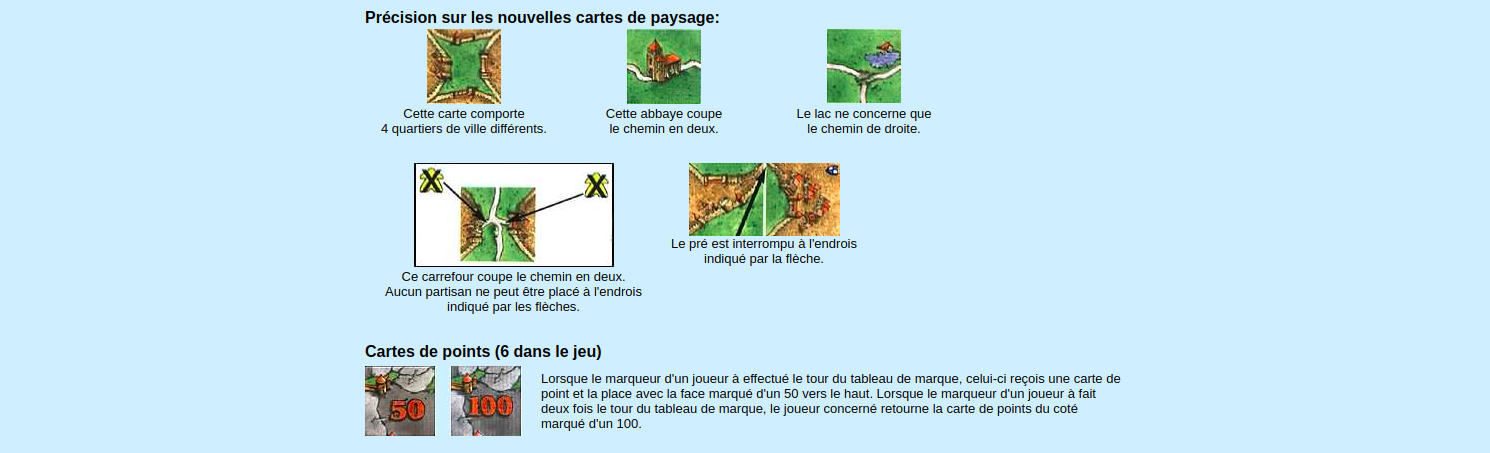 Précision sur les nouvelles cartes de paysage:
Cette carte comporte
4 quartiers de ville différents.
Cette abbaye coupe
le chemin en deux.
Le lac ne concerne que
le chemin de droite.
Ce carrefour coupe le chemin en deux.
Aucun partisan ne peut être placé à l'endrois
indiqué par les flèches.
Le pré est interrompu à l'endrois
indiqué par la flèche.
Cartes de points (6 dans le jeu)
50
100
Lorsque le marqueur d'un joueur à effectué le tour du tableau de marque, celui-ci reçois une carte de
point et la place avec la face marqué d'un 50 vers le haut. Lorsque le marqueur d'un joueur à fait
deux fois le tour du tableau de marque, le joueur concerné retourne la carte de points du coté
marqué d'un 100.